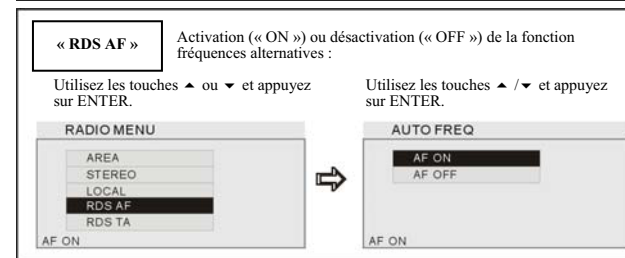 « RDS AF »
Activation (« ON ») ou désactivation (« OFF ») de la fonction
fréquences alternatives :
Utilisez les touches ▲ ou ▼ et appuyez
sur ENTER.
RADIO MENU
AREA
STEREO
LOCAL
RDS AF
RDS TA
AF ON
Utilisez les touches ▲ /▼ et appuyez
sur ENTER.
AUTO FREQ
AF ON
AF OFF
AF ON